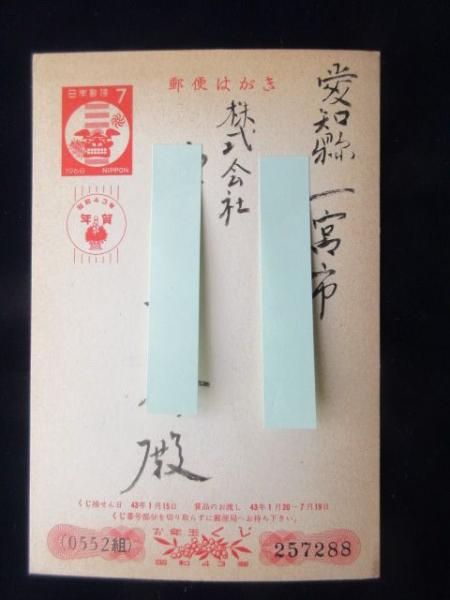 郵便はがき
日本郵便 7
1968 NIPPON
昭和43年
年賀
愛知縣一宮市
株式会社
殿
くじ抽せん日 43年1月15日 賞品のお渡し 43年1月20~7月19日
くじ番号部分を切り取らずに郵便局へお持ち下さい。
お年玉くじ
(0552組)
257288
昭和43年